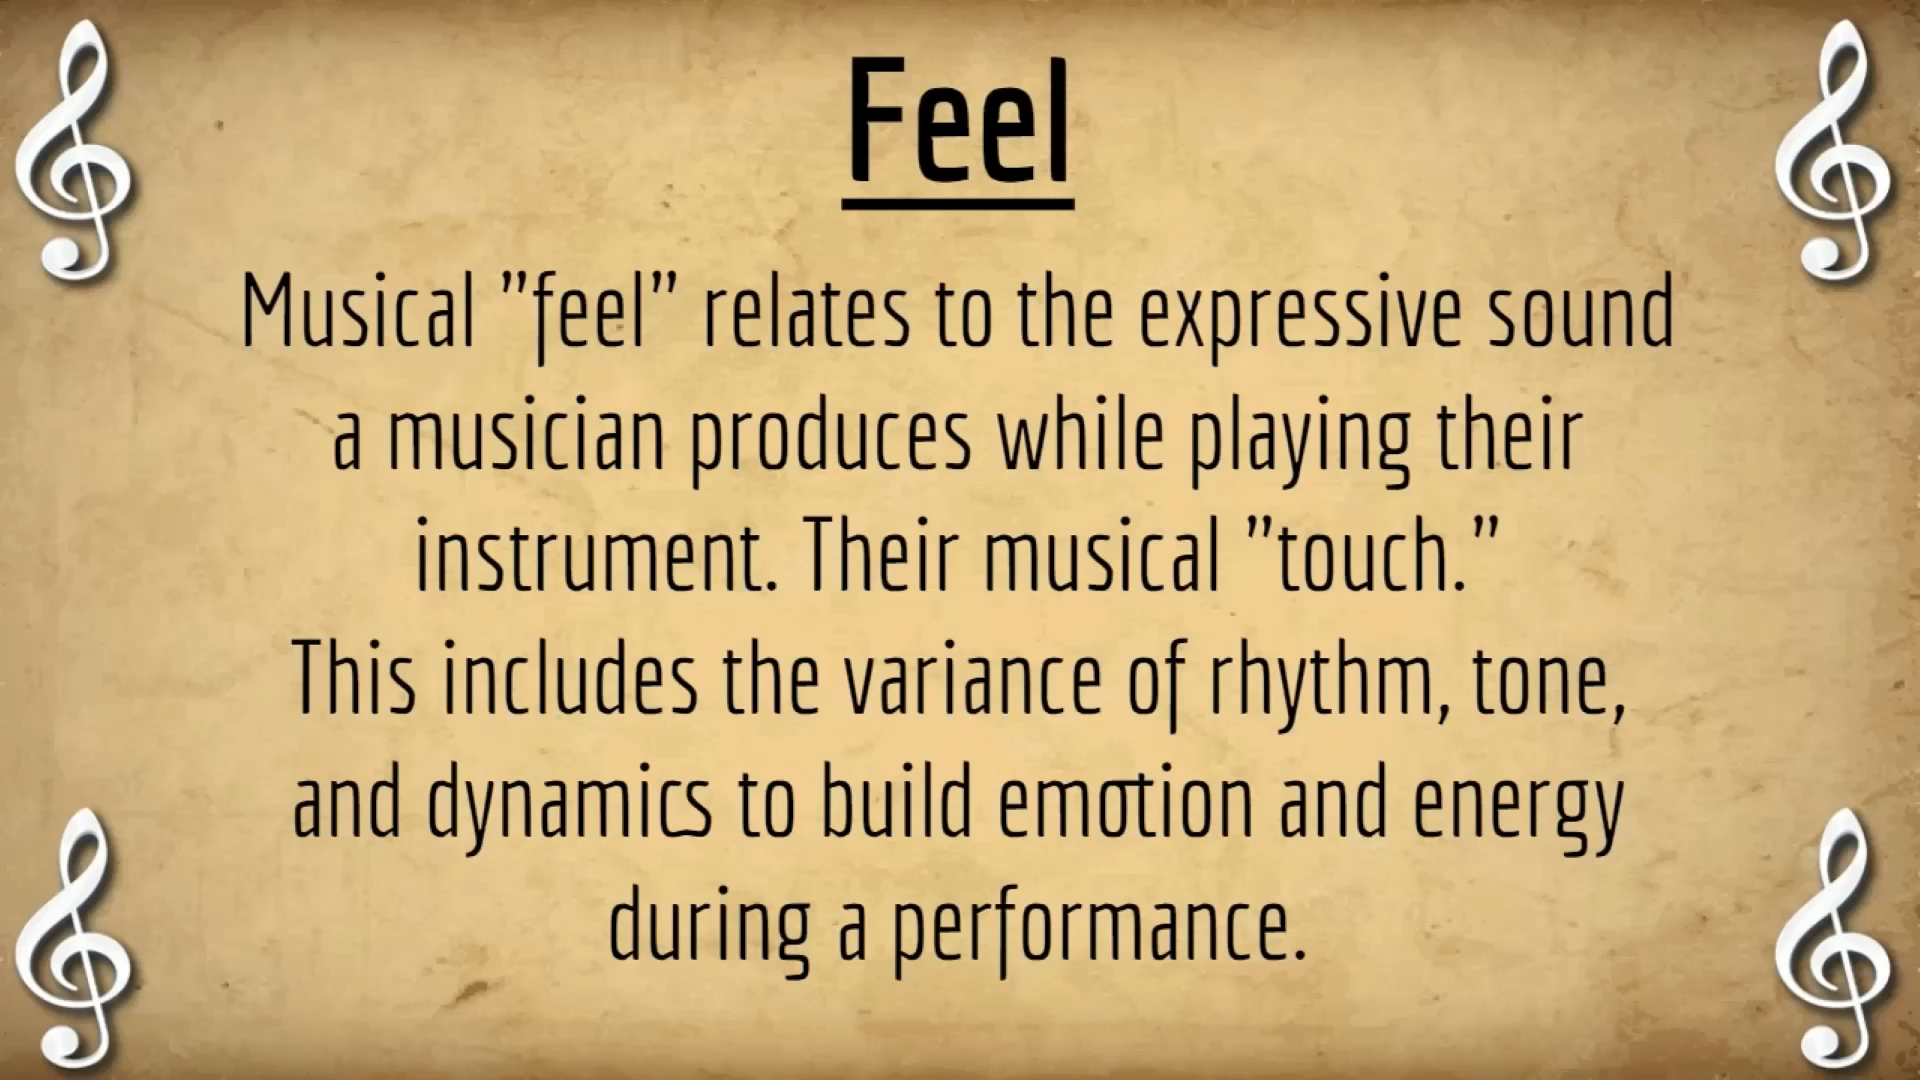 Feel
Musical "feel" relates to the expressive sound
a musician produces while playing their
instrument. Their musical "touch."
This includes the variance of rhythm, tone,
and dynamics to build emotion and energy
during a performance.